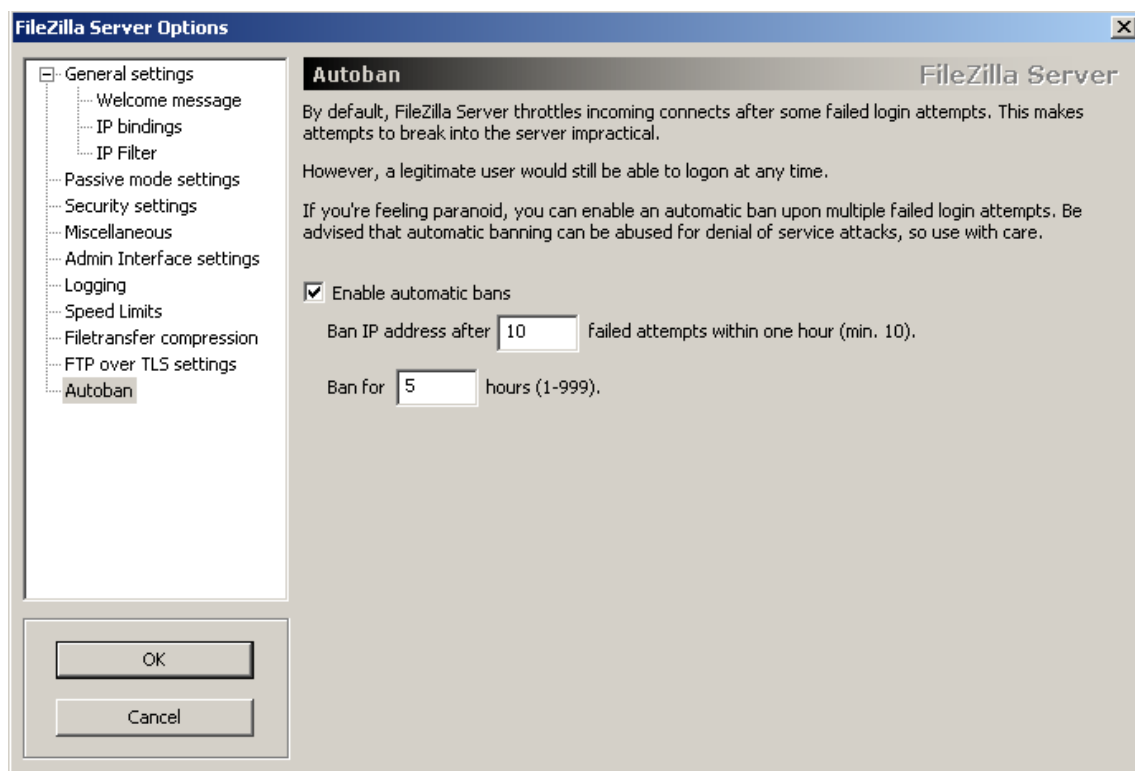 FileZilla Server Options
General settings
Welcome message
IP bindings
IP Filter
Passive mode settings
Security settings
Miscellaneous
Admin Interface settings
Logging
Speed Limits
Filetransfer compression
FTP over TLS settings
Autoban
OK
Cancel
Autoban
FileZilla Server
By default, FileZilla Server throttles incoming connects after some failed login attempts. This makes
attempts to break into the server impractical.
However, a legitimate user would still be able to logon at any time.
If you're feeling paranoid, you can enable an automatic ban upon multiple failed login attempts. Be
advised that automatic banning can be abused for denial of service attacks, so use with care.
Enable automatic bans
Ban IP address after 10 failed attempts within one hour (min. 10).
Ban for 5 hours (1-999).